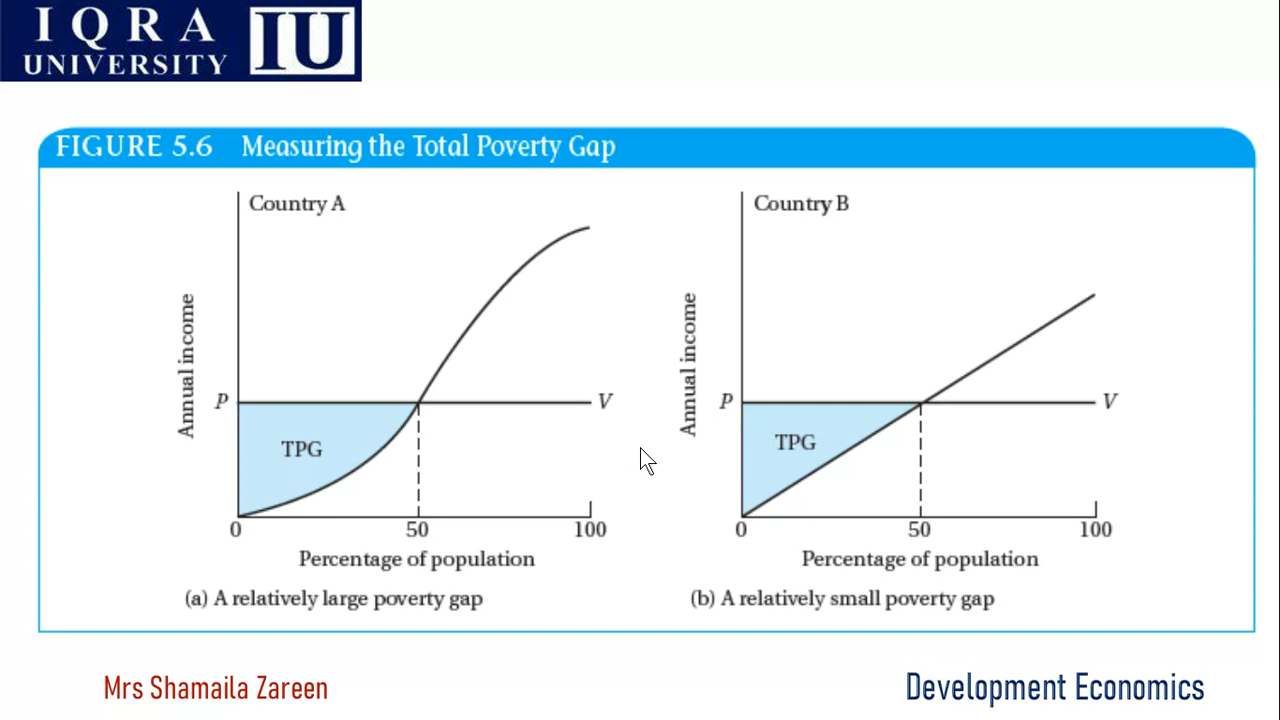 IQRA
UNIVERSITY
IU
FIGURE 5.6 Measuring the Total Poverty Gap
Country A
Annual income
P
V
TPG
0
50
100
Percentage of population
(a) A relatively large poverty gap
Country B
Annual income
P
V
TPG
0
50
100
Percentage of population
(b) A relatively small poverty gap
Mrs Shamaila Zareen
Development Economics